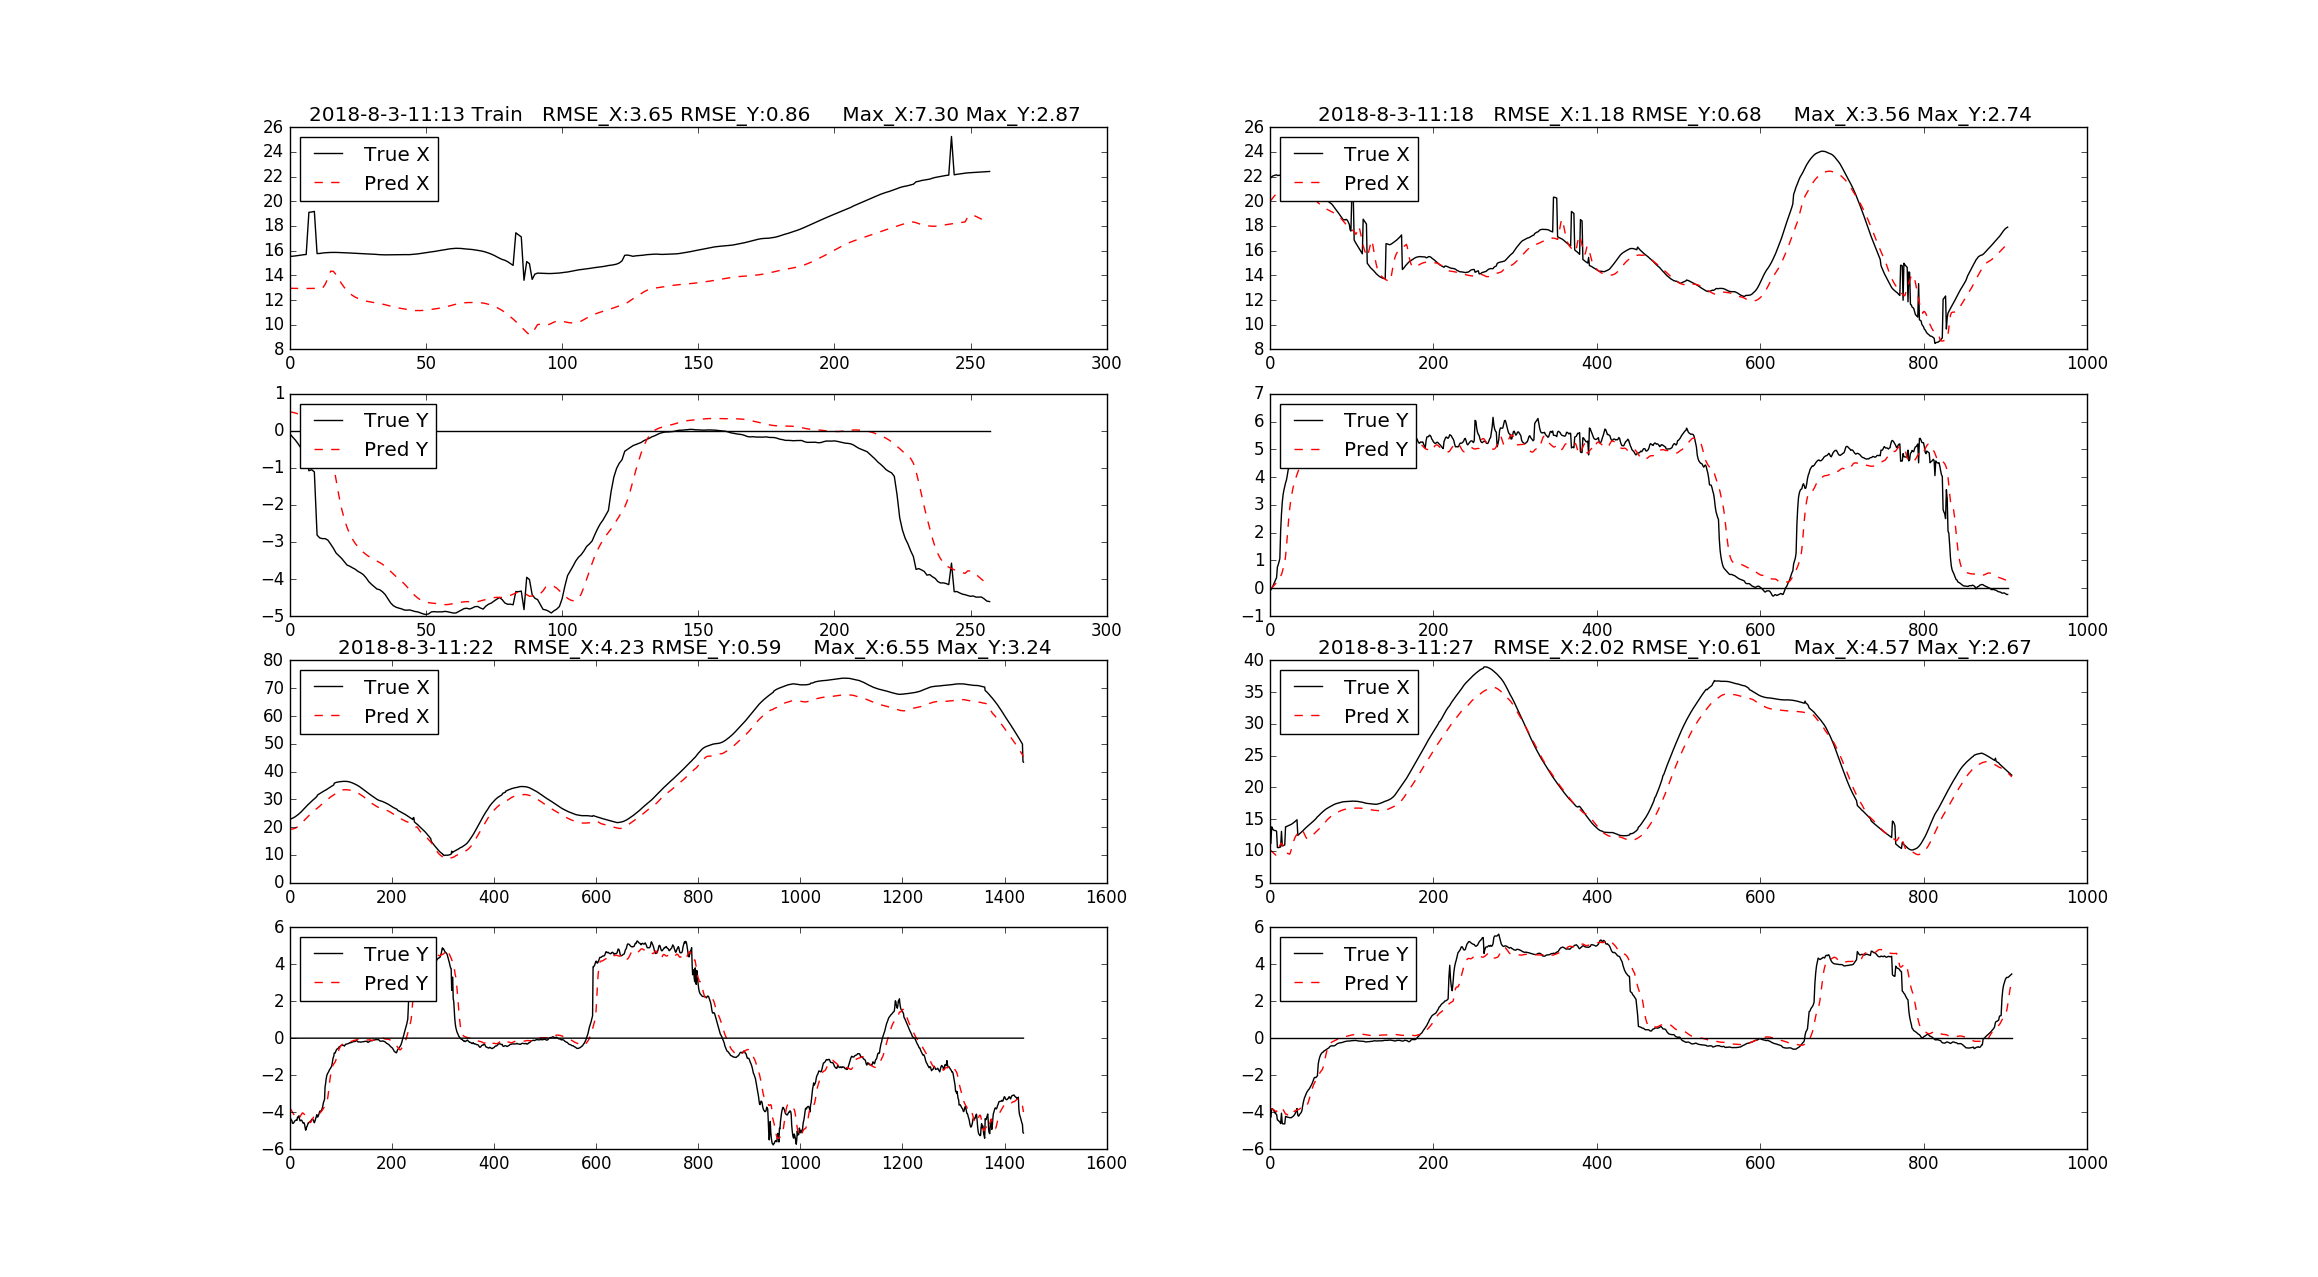 2018-8-3-11:13 Train   RMSE_X:3.65 RMSE_Y:0.86     Max_X:7.30 Max_Y:2.87
26
24
22
20
18
16
14
12
10
8
True X
Pred X
0 50 100 150 200 250 300
1
0
−1
−2
−3
−4
−5
True Y
Pred Y
0 50 100 150 200 250 300
2018-8-3-11:18   RMSE_X:1.18 RMSE_Y:0.68     Max_X:3.56 Max_Y:2.74
26
24
22
20
18
16
14
12
10
8
True X
Pred X
0 200 400 600 800 1000
7
6
5
4
3
2
1
0
−1
True Y
Pred Y
0 200 400 600 800 1000
2018-8-3-11:22   RMSE_X:4.23 RMSE_Y:0.59     Max_X:6.55 Max_Y:3.24
80
70
60
50
40
30
20
10
0
True X
Pred X
0 200 400 600 800 1000 1200 1400 1600
6
4
2
0
−2
−4
−6
True Y
Pred Y
0 200 400 600 800 1000 1200 1400 1600
2018-8-3-11:27   RMSE_X:2.02 RMSE_Y:0.61     Max_X:4.57 Max_Y:2.67
40
35
30
25
20
15
10
5
True X
Pred X
0 200 400 600 800 1000
6
4
2
0
−2
−4
−6
True Y
Pred Y
0 200 400 600 800 1000